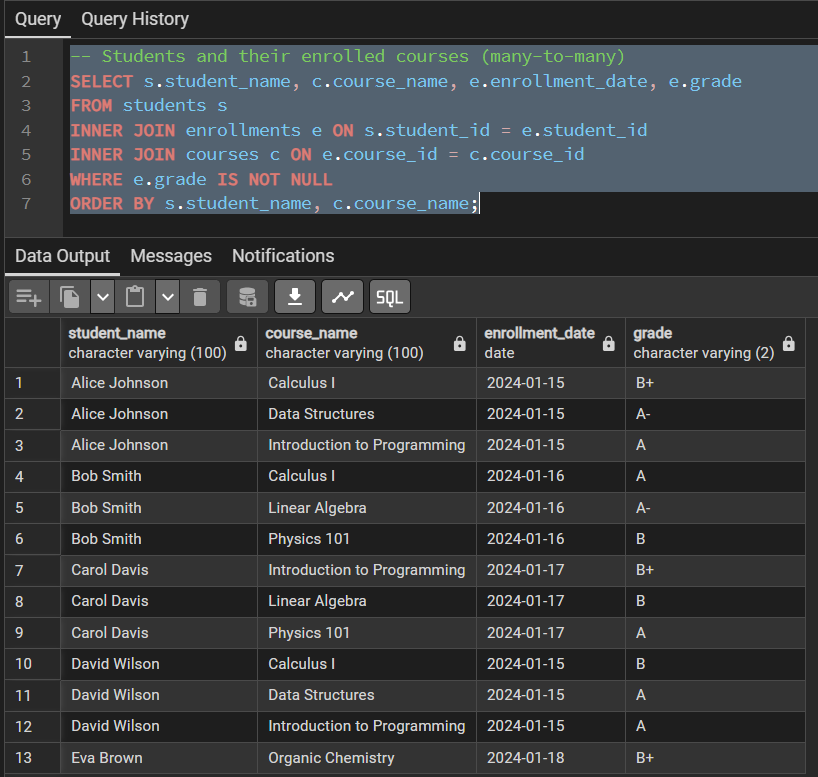 Query Query History
1 -- Students and their enrolled courses (many-to-many)
2 SELECT s.student_name, c.course_name, e.enrollment_date, e.grade
3 FROM students s
4 INNER JOIN enrollments e ON s.student_id = e.student_id
5 INNER JOIN courses c ON e.course_id = c.course_id
6 WHERE e.grade IS NOT NULL
7 ORDER BY s.student_name, c.course_name;
Data Output Messages Notifications
SQL
student_name course_name enrollment_date grade
character varying (100) character varying (100) date character varying (2)
1 Alice Johnson Calculus I 2024-01-15 B+
2 Alice Johnson Data Structures 2024-01-15 A-
3 Alice Johnson Introduction to Programming 2024-01-15 A
4 Bob Smith Calculus I 2024-01-16 A
5 Bob Smith Linear Algebra 2024-01-16 A-
6 Bob Smith Physics 101 2024-01-16 B
7 Carol Davis Introduction to Programming 2024-01-17 B+
8 Carol Davis Linear Algebra 2024-01-17 B
9 Carol Davis Physics 101 2024-01-17 A
10 David Wilson Calculus I 2024-01-15 B
11 David Wilson Data Structures 2024-01-15 A
12 David Wilson Introduction to Programming 2024-01-15 A
13 Eva Brown Organic Chemistry 2024-01-18 B+